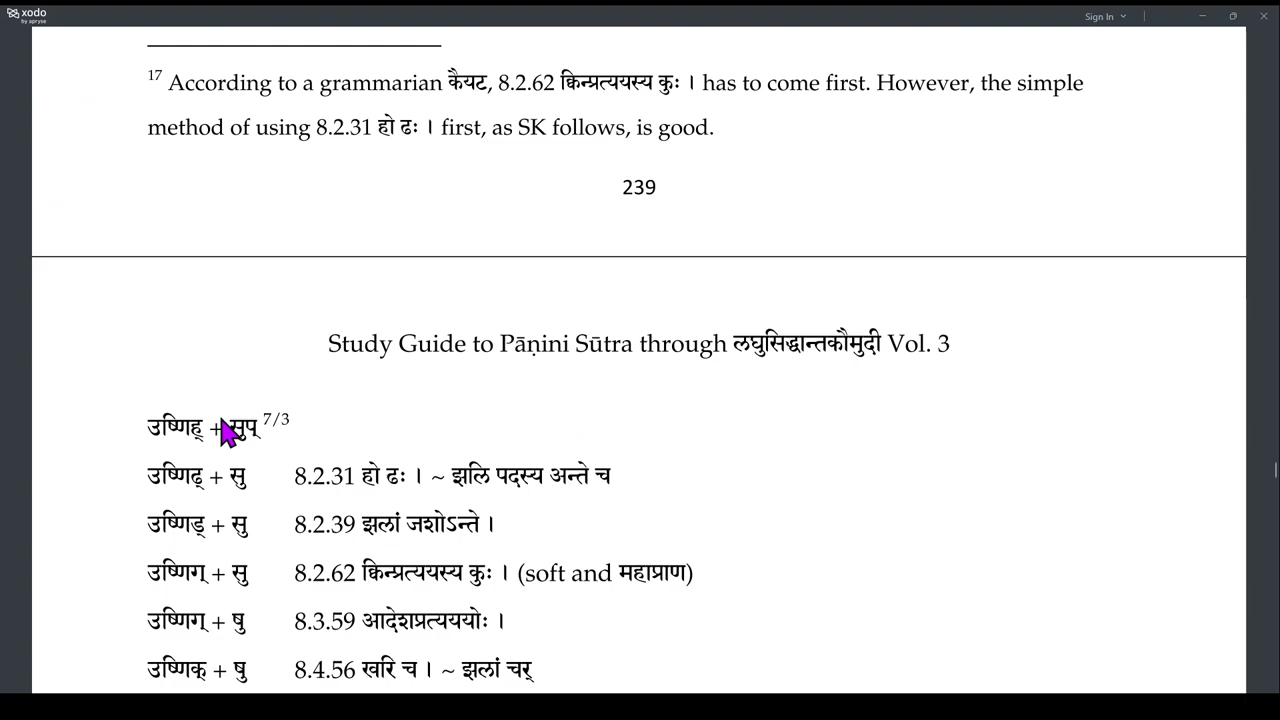 xodo
by apryse
Sign In
17 According to a grammarian कैयट, 8.2.62 क्विन्प्रत्ययस्य कुः । has to come first. However, the simple
method of using 8.2.31 हो ढः । first, as SK follows, is good.
239
Study Guide to Pāṇini Sūtra through लघुसिद्धान्तकौमुदी Vol. 3
उष्णिह् + सुप् 7/3
उष्णिढ् + सु 8.2.31 हो ढः । ~ झलि पदस्य अन्ते च
उष्णिड् + सु 8.2.39 झलां जशोऽन्ते ।
उष्णिग् + सु 8.2.62 क्विन्प्रत्ययस्य कुः । (soft and महाप्राण)
उष्णिग् + षु 8.3.59 आदेशप्रत्यययोः ।
उष्णिक् + षु 8.4.56 खरि च । ~ झलां चर्